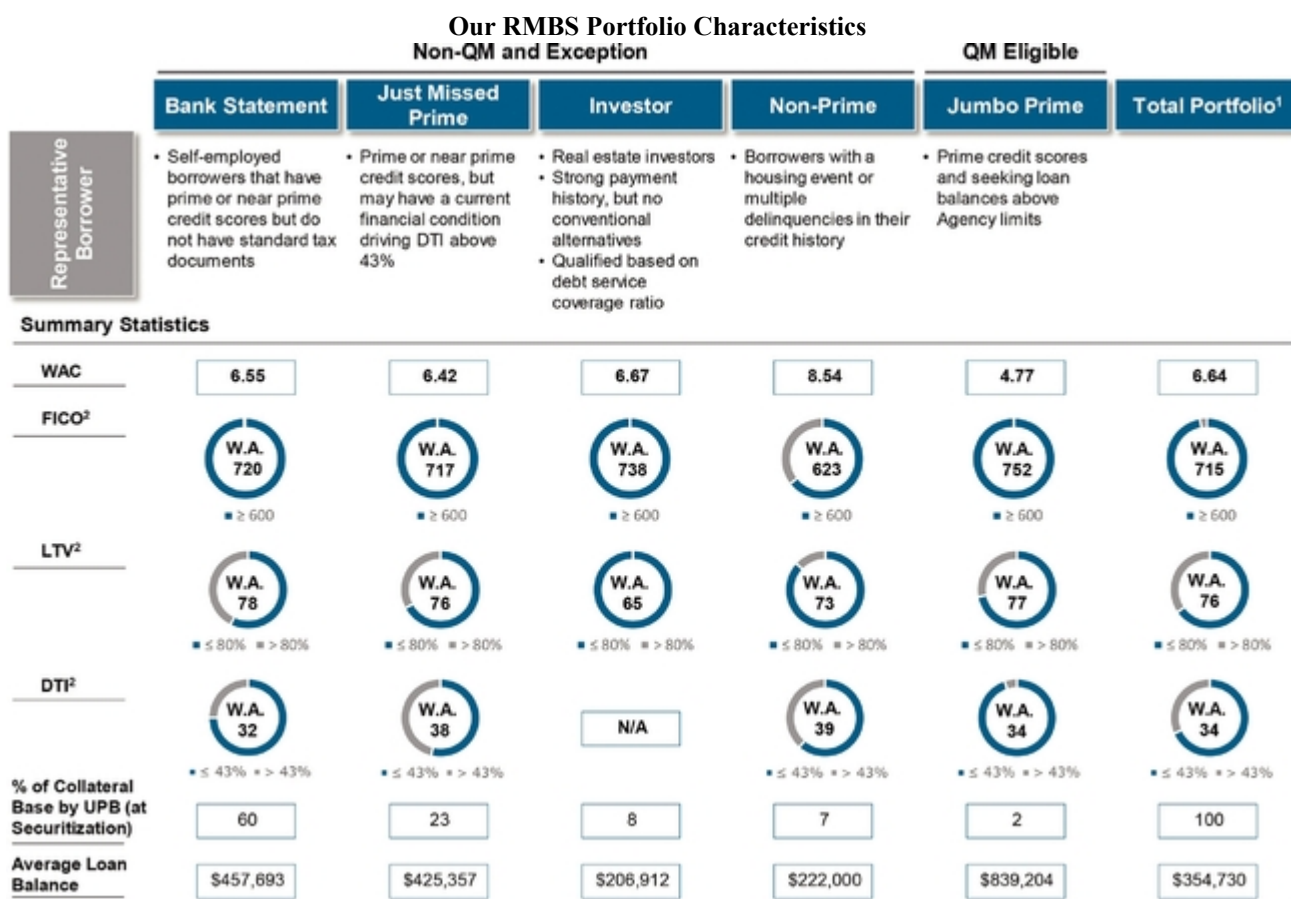 Our RMBS Portfolio Characteristics
Non-QM and Exception
QM Eligible
Bank Statement
Just Missed
Prime
Investor
Non-Prime
Jumbo Prime
Total Portfolio¹
Representative
Borrower
• Self-employed
borrowers that have
prime or near prime
credit scores but do
not have standard tax
documents
• Prime or near prime
credit scores, but
may have a current
financial condition
driving DTI above
43%
• Real estate investors
• Strong payment
history, but no
conventional
alternatives
• Qualified based on
debt service
coverage ratio
• Borrowers with a
housing event or
multiple
delinquencies in their
credit history
• Prime credit scores
and seeking loan
balances above
Agency limits
Summary Statistics
WAC
6.55
6.42
6.67
8.54
4.77
6.64
FICO²
W.A.
720
W.A.
717
W.A.
738
W.A.
623
W.A.
752
W.A.
715
≥ 600
≥ 600
≥ 600
≥ 600
≥ 600
≥ 600
LTV²
W.A.
78
W.A.
76
W.A.
65
W.A.
73
W.A.
77
W.A.
76
≤ 80% > 80%
≤ 80% > 80%
≤ 80% > 80%
≤ 80% > 80%
≤ 80% > 80%
≤ 80% > 80%
DTI²
W.A.
32
W.A.
38
N/A
W.A.
39
W.A.
34
W.A.
34
≤ 43% > 43%
≤ 43% > 43%
≤ 43% > 43%
≤ 43% > 43%
≤ 43% > 43%
% of Collateral
Base by UPB (at
Securitization)
60
23
8
7
2
100
Average Loan
Balance
$457,693
$425,357
$206,912
$222,000
$839,204
$354,730